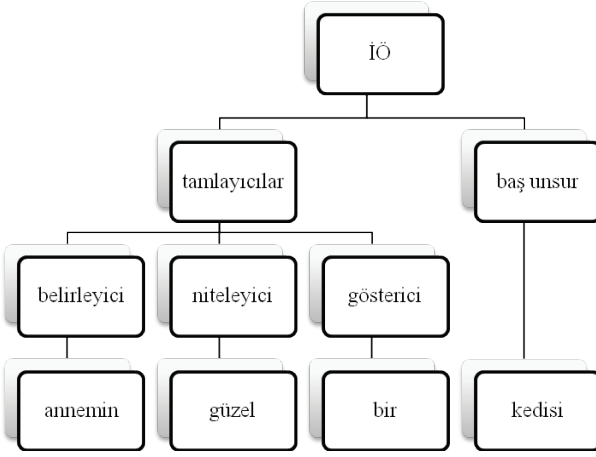 İÖ
tamlayıcılar
baş unsur
belirleyici
niteleyici
gösterici
annemin
güzel
bir
kedisi